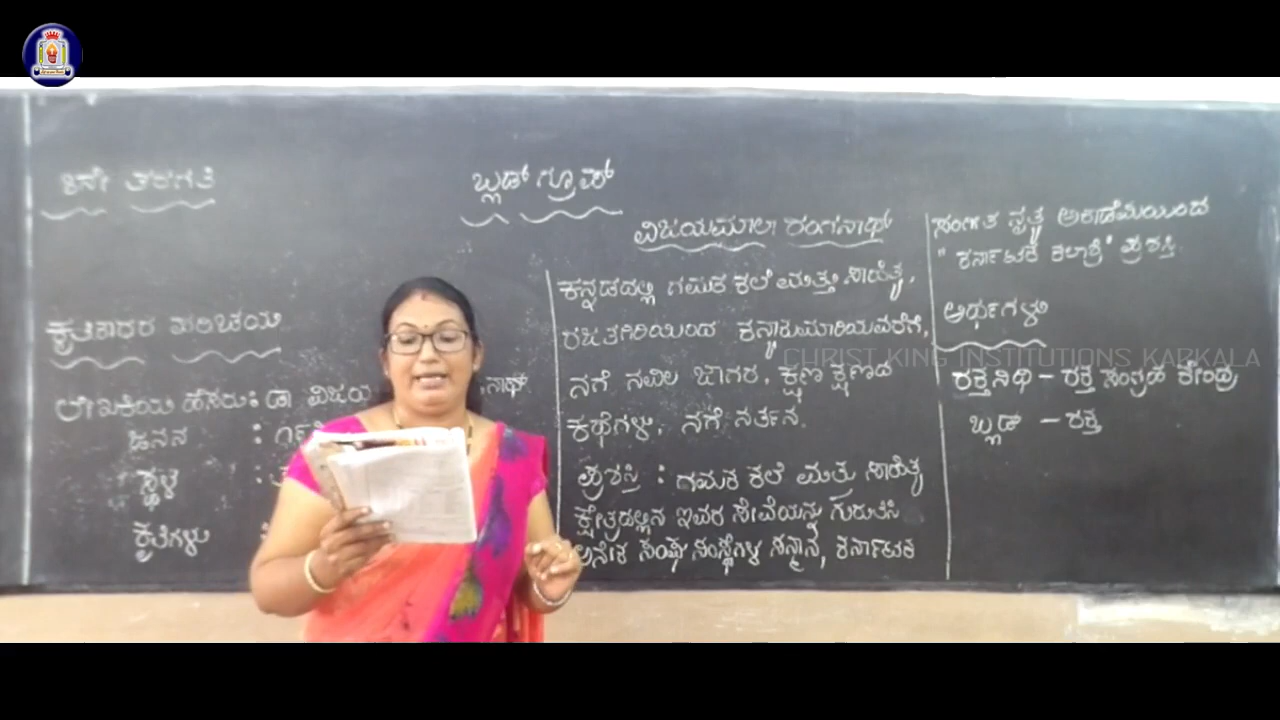 ೮ನೇ ತರಗತಿ
ಬ್ಲಡ್ ಗ್ರೂಪ್
ವಿಜಯಮಾಲಾ ರಂಗನಾಥ್
ಕೃತಿಕಾರರ ಪರಿಚಯ
ಲೇಖಕಿಯ ಹೆಸರು: ಡಾ ವಿಜಯ ನಾಥ್
ಜನನ :
ಸ್ಥಳ :
ಕೃತಿಗಳು :
ಕನ್ನಡದಲ್ಲಿ ಗಮಕ ಕಲೆ ಮತ್ತು ಸಾಹಿತ್ಯ,
ರಜತಗಿರಿಯಿಂದ ಕನ್ಯಾಕುಮಾರಿಯವರೆಗೆ,
ನಗೆ ನವಿಲ ಜಾಗರ, ಕ್ಷಣ ಕ್ಷಣದ
ಕಥೆಗಳು, ನಗೆ ನರ್ತನ.
ಪ್ರಶಸ್ತಿ : ಗಮಕ ಕಲೆ ಮತ್ತು ಸಾಹಿತ್ಯ
ಕ್ಷೇತ್ರದಲ್ಲಿನ ಇವರ ಸೇವೆಯನ್ನು ಗುರುತಿಸಿ
ಅನೇಕ ಸಂಘ ಸಂಸ್ಥೆಗಳ ಸನ್ಮಾನ, ಕರ್ನಾಟಕ
ಸಂಗೀತ ನೃತ್ಯ ಅಕಾಡೆಮಿಯಿಂದ
" ಕರ್ನಾಟಕ ಕಲಾಶ್ರೀ" ಪ್ರಶಸ್ತಿ.
ಅರ್ಥಗಳು
CHRIST KING INSTITUTIONS KARKALA
ರಕ್ತನಿಧಿ - ರಕ್ತ ಸಂಗ್ರಹ ಕೇಂದ್ರ
ಬ್ಲಡ್ - ರಕ್ತ